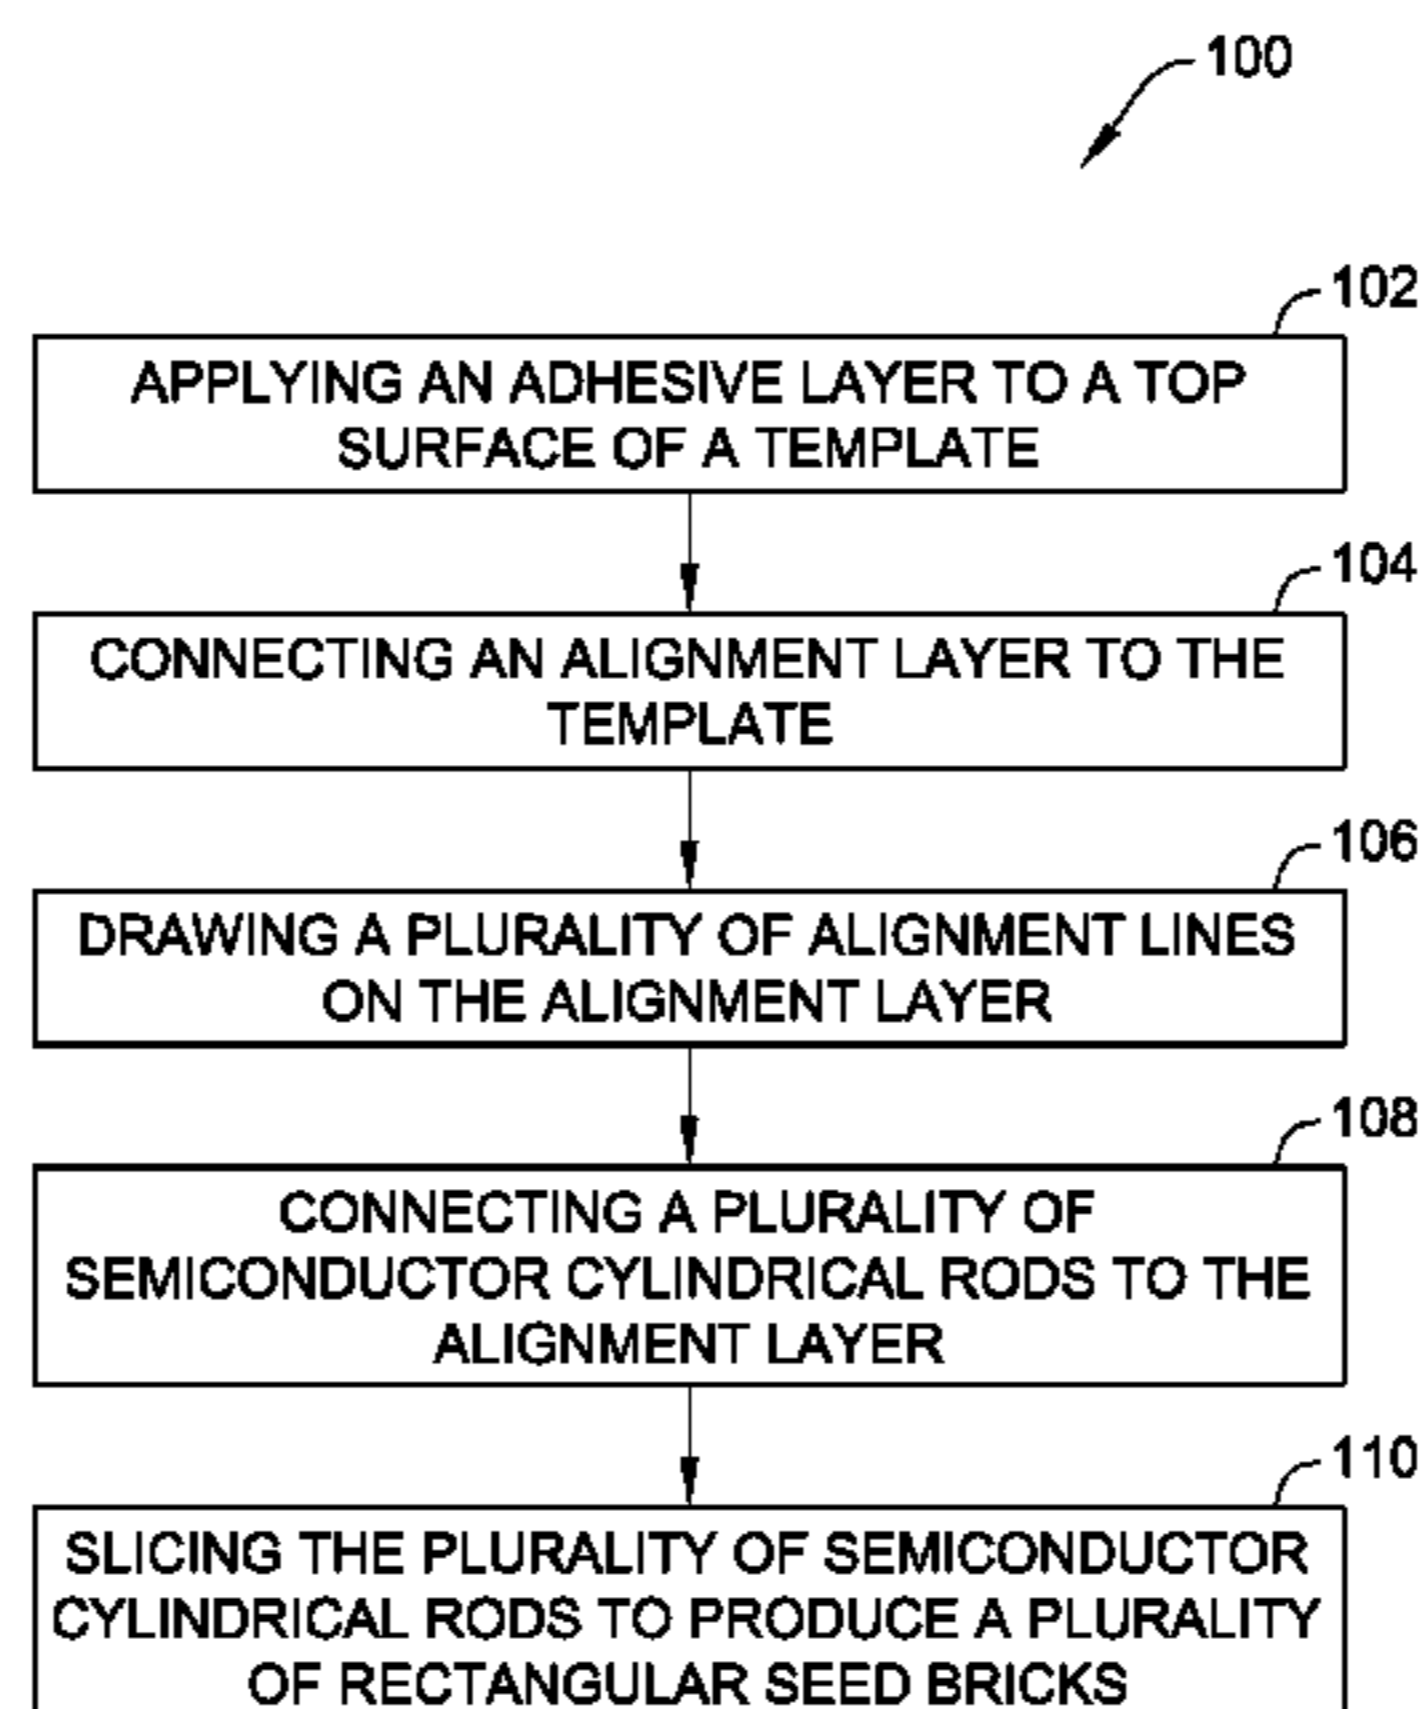 100
102
APPLYING AN ADHESIVE LAYER TO A TOP
SURFACE OF A TEMPLATE
104
CONNECTING AN ALIGNMENT LAYER TO THE
TEMPLATE
106
DRAWING A PLURALITY OF ALIGNMENT LINES
ON THE ALIGNMENT LAYER
108
CONNECTING A PLURALITY OF
SEMICONDUCTOR CYLINDRICAL RODS TO THE
ALIGNMENT LAYER
110
SLICING THE PLURALITY OF SEMICONDUCTOR
CYLINDRICAL RODS TO PRODUCE A PLURALITY
OF RECTANGULAR SEED BRICKS